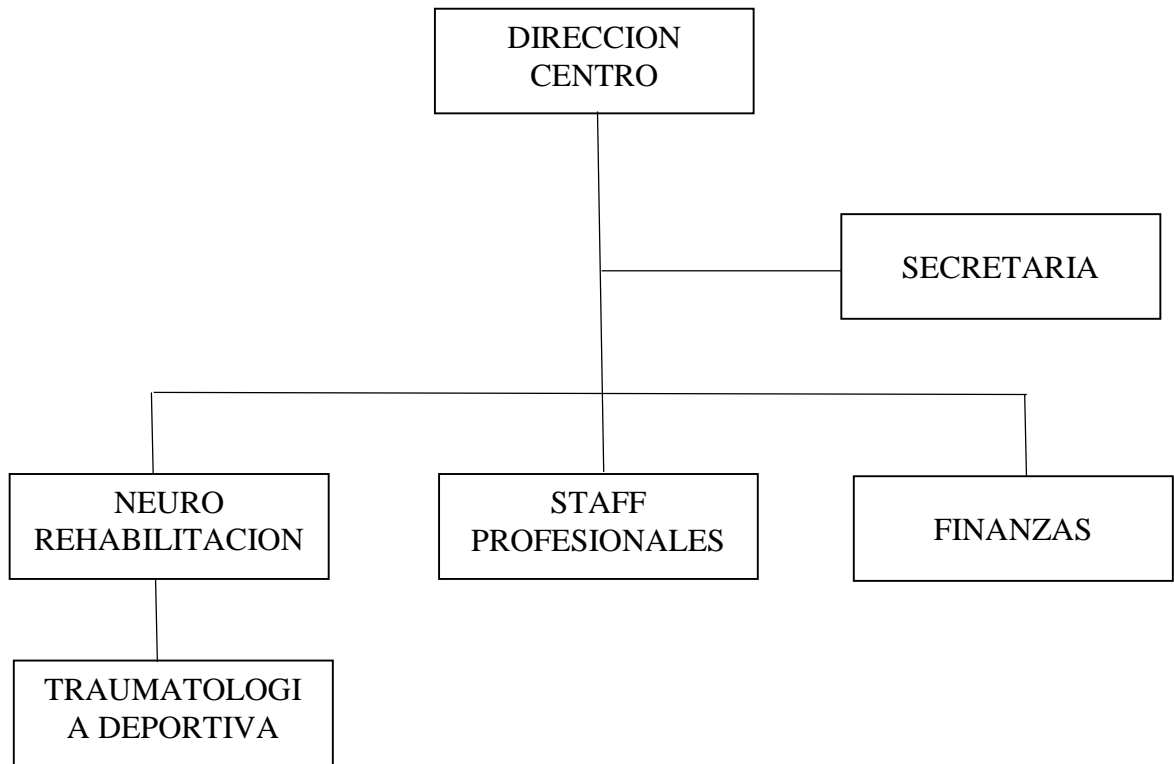 DIRECCION
CENTRO
SECRETARIA
NEURO
REHABILITACION
STAFF
PROFESIONALES
FINANZAS
TRAUMATOLOGI
A DEPORTIVA